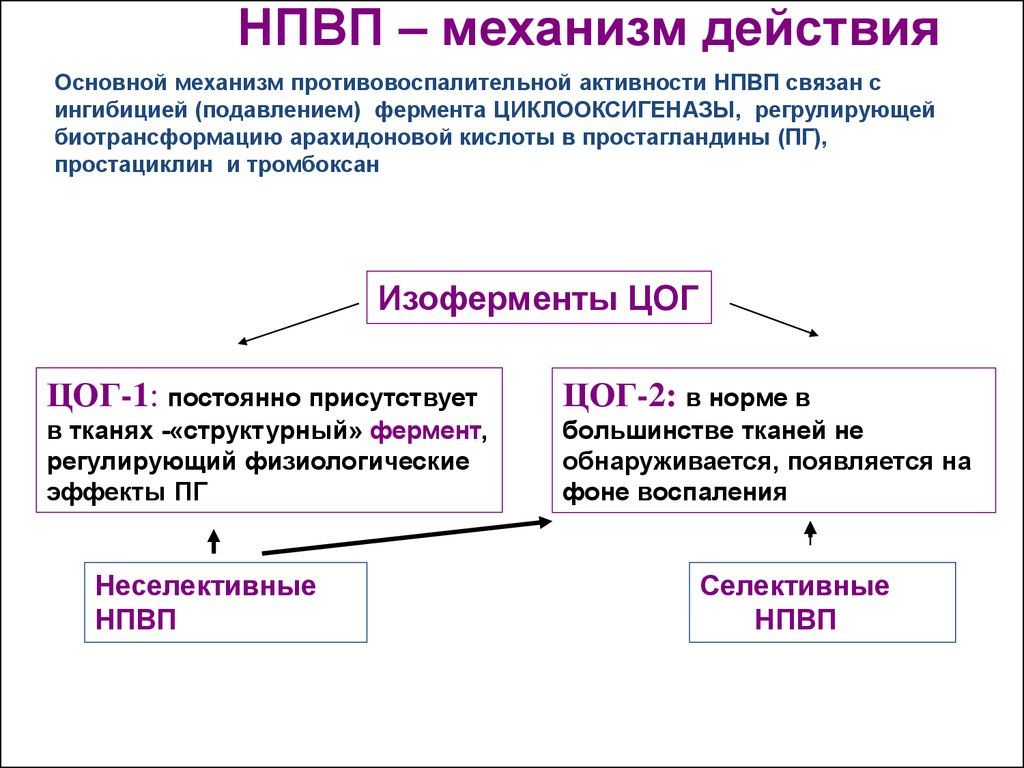 НПВП – механизм действия
Основной механизм противовоспалительной активности НПВП связан с
ингибицией (подавлением) фермента ЦИКЛООКСИГЕНАЗЫ, регрулирующей
биотрансформацию арахидоновой кислоты в простагландины (ПГ),
простациклин и тромбоксан
Изоферменты ЦОГ
ЦОГ-1: постоянно присутствует
в тканях -«структурный» фермент,
регулирующий физиологические
эффекты ПГ
ЦОГ-2: в норме в
большинстве тканей не
обнаруживается, появляется на
фоне воспаления
Неселективные
НПВП
Селективные
НПВП